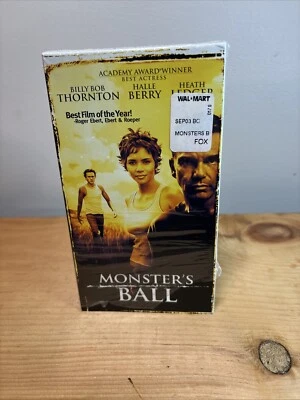 ACADEMY AWARD® WINNER
BEST ACTRESS
BILLY BOB
THORNTON
HALLE
BERRY
HEATH
LEDGER
Best Film of the Year!
-Roger Ebert, Ebert & Roeper
WAL★MART
SEP03 BC
MONSTERS B
FOX
MONSTER'S
BALL